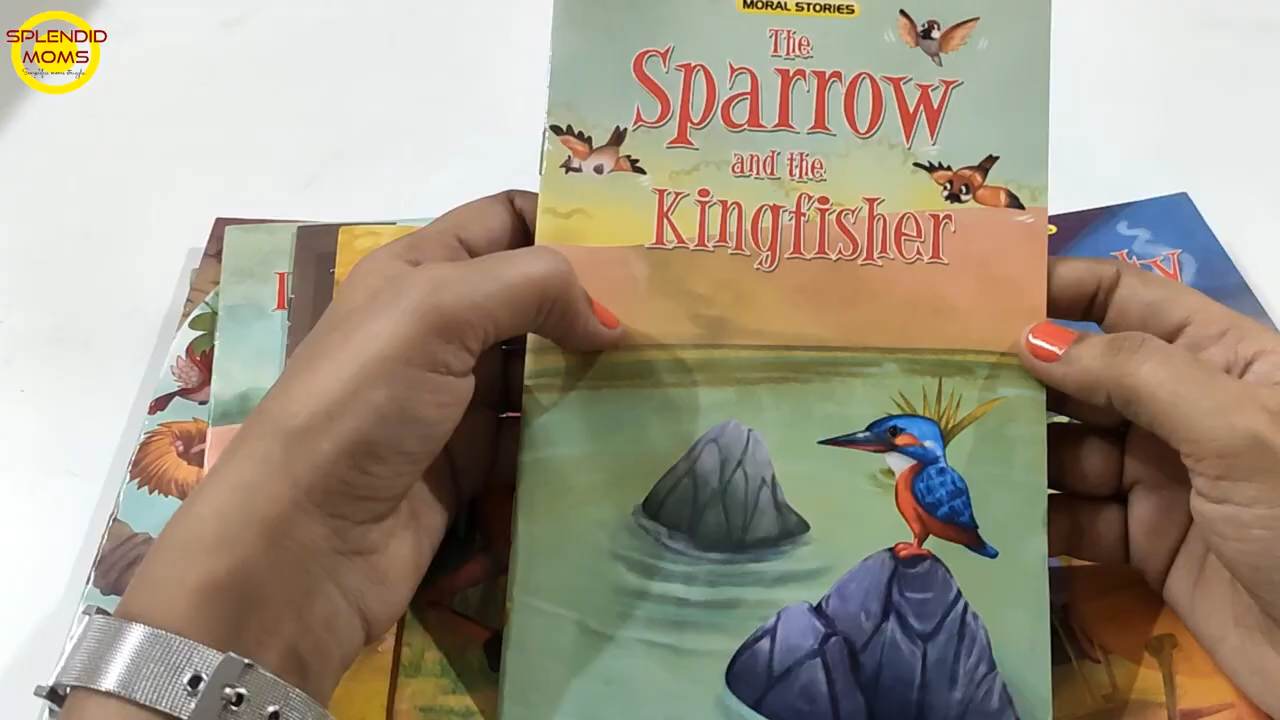 SPLENDID
MOMS
MORAL STORIES
The
Sparrow
and the
Kingfisher